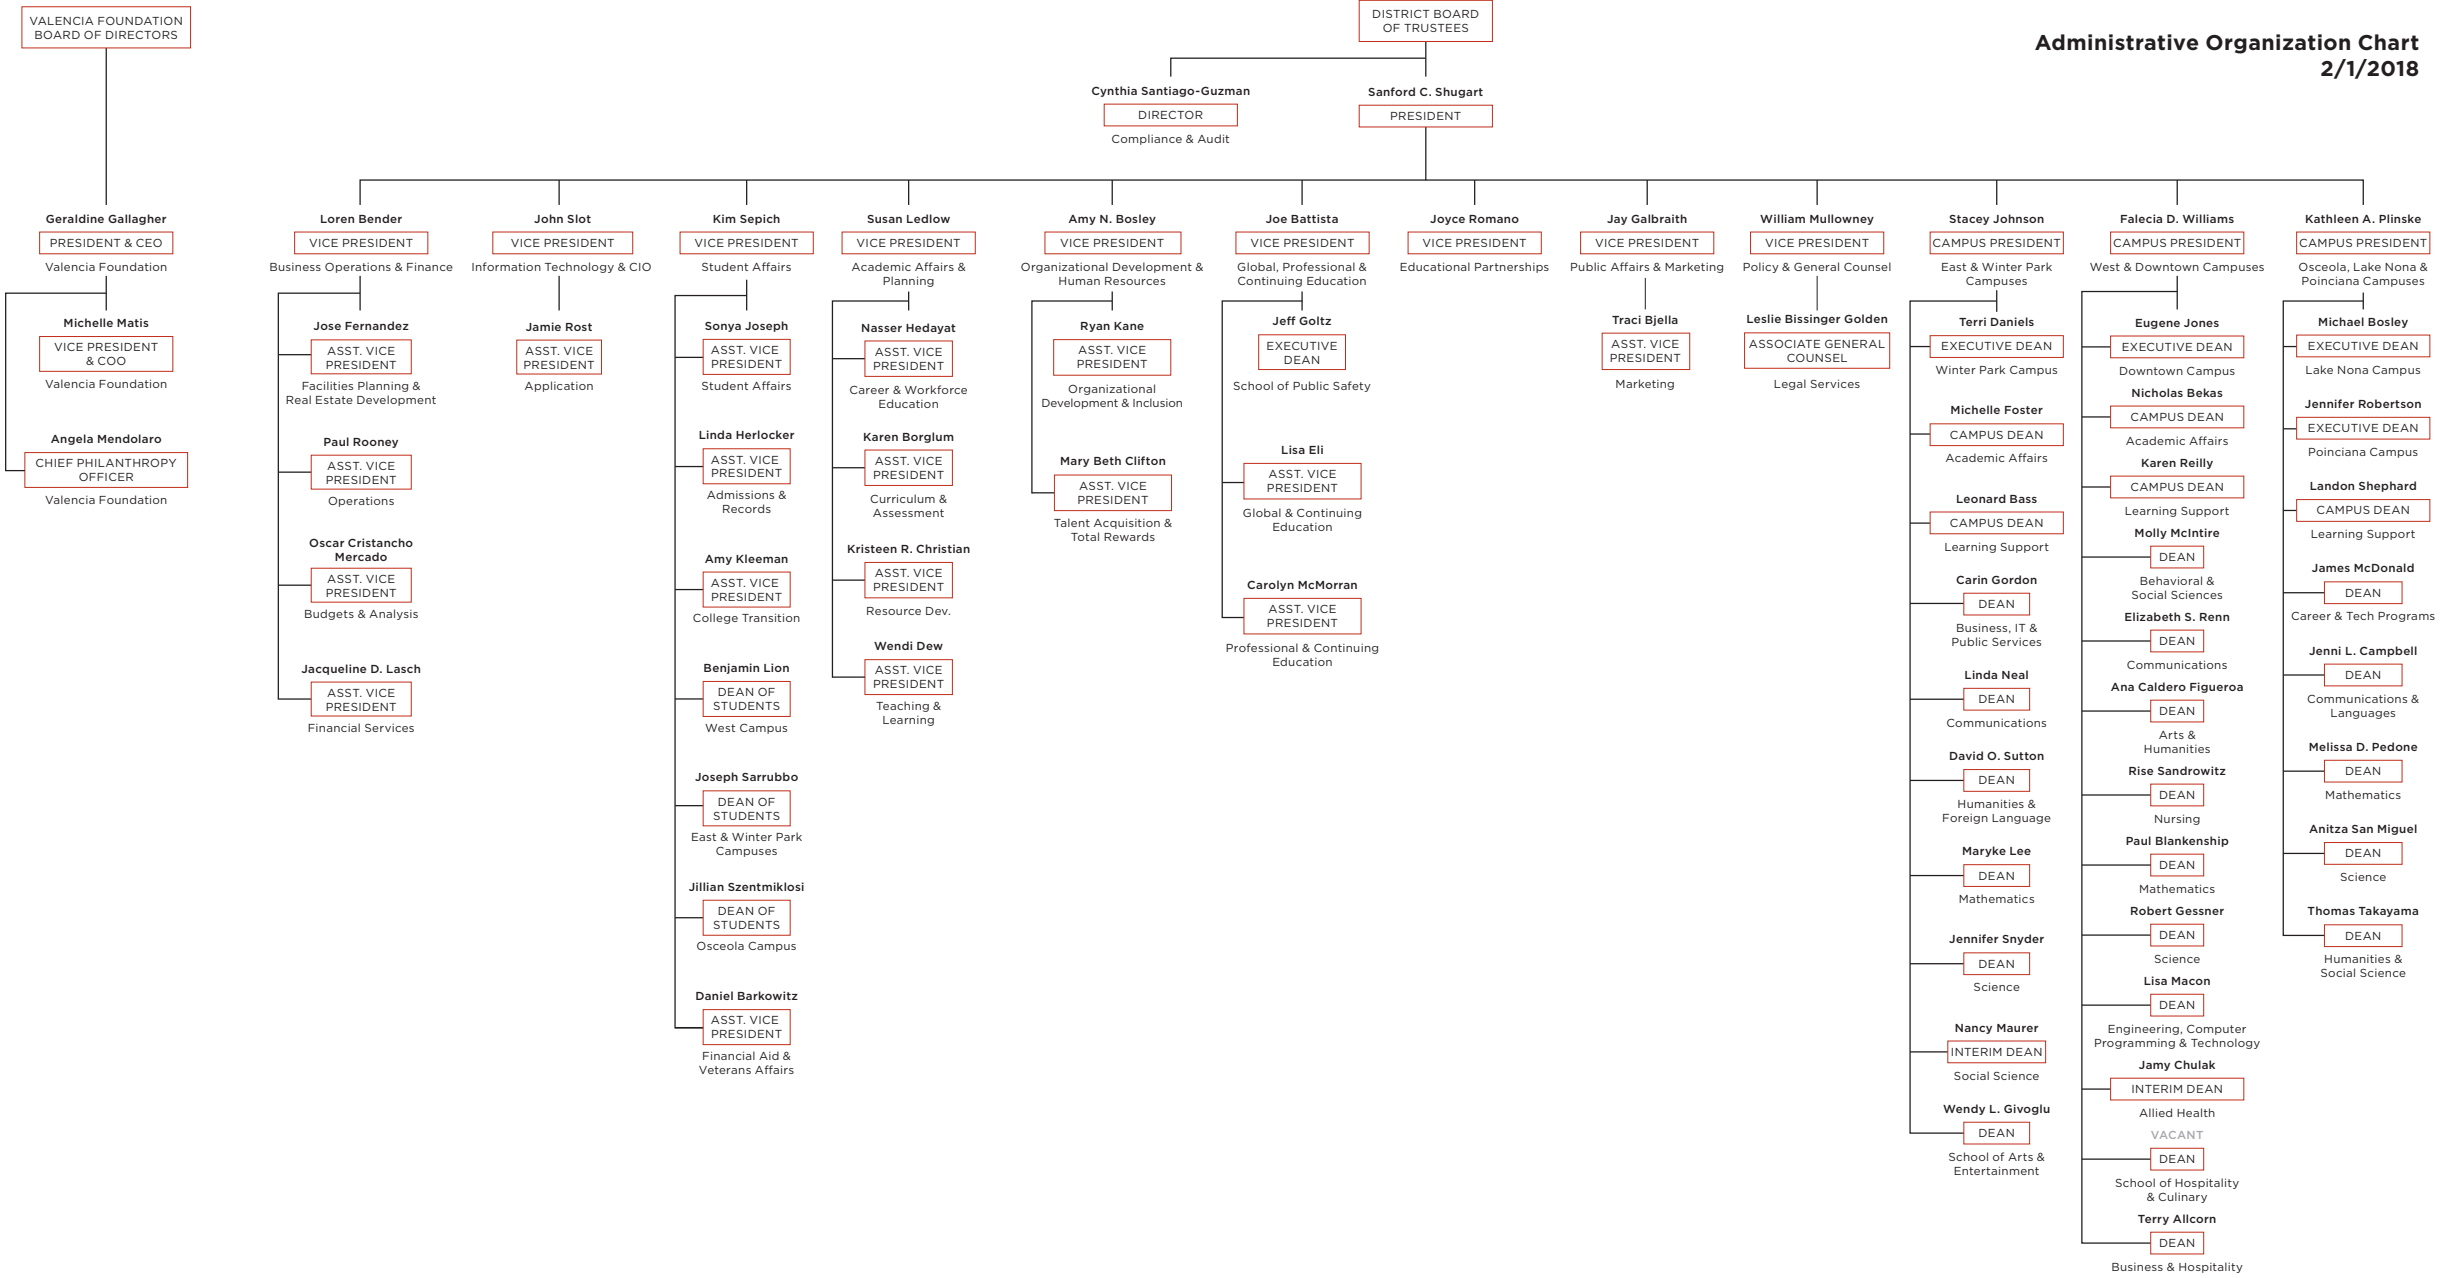 VALENCIA FOUNDATION
BOARD OF DIRECTORS
DISTRICT BOARD
OF TRUSTEES
Administrative Organization Chart
2/1/2018
Cynthia Santiago-Guzman
DIRECTOR
Compliance & Audit
Sanford C. Shugart
PRESIDENT
Geraldine Gallagher
PRESIDENT & CEO
Valencia Foundation
Michelle Matis
VICE PRESIDENT
& COO
Valencia Foundation
Angela Mendolaro
CHIEF PHILANTHROPY
OFFICER
Valencia Foundation
Loren Bender
VICE PRESIDENT
Business Operations & Finance
Jose Fernandez
ASST. VICE
PRESIDENT
Facilities Planning &
Real Estate Development
Paul Rooney
ASST. VICE
PRESIDENT
Operations
Oscar Cristancho
Mercado
ASST. VICE
PRESIDENT
Budgets & Analysis
Jacqueline D. Lasch
ASST. VICE
PRESIDENT
Financial Services
John Slot
VICE PRESIDENT
Information Technology & CIO
Jamie Rost
ASST. VICE
PRESIDENT
Application
Kim Sepich
VICE PRESIDENT
Student Affairs
Sonya Joseph
ASST. VICE
PRESIDENT
Student Affairs
Linda Herlocker
ASST. VICE
PRESIDENT
Admissions &
Records
Amy Kleeman
ASST. VICE
PRESIDENT
College Transition
Benjamin Lion
DEAN OF
STUDENTS
West Campus
Joseph Sarrubbo
DEAN OF
STUDENTS
East & Winter Park
Campuses
Jillian Szentmiklosi
DEAN OF
STUDENTS
Osceola Campus
Daniel Barkowitz
ASST. VICE
PRESIDENT
Financial Aid &
Veterans Affairs
Susan Ledlow
VICE PRESIDENT
Academic Affairs &
Planning
Nasser Hedayat
ASST. VICE
PRESIDENT
Career & Workforce
Education
Karen Borglum
ASST. VICE
PRESIDENT
Curriculum &
Assessment
Kristeen R. Christian
ASST. VICE
PRESIDENT
Resource Dev.
Wendi Dew
ASST. VICE
PRESIDENT
Teaching &
Learning
Amy N. Bosley
VICE PRESIDENT
Organizational Development &
Human Resources
Ryan Kane
ASST. VICE
PRESIDENT
Organizational
Development & Inclusion
Mary Beth Clifton
ASST. VICE
PRESIDENT
Talent Acquisition &
Total Rewards
Joe Battista
VICE PRESIDENT
Global, Professional &
Continuing Education
Jeff Goltz
EXECUTIVE
DEAN
School of Public Safety
Lisa Eli
ASST. VICE
PRESIDENT
Global & Continuing
Education
Carolyn McMorran
ASST. VICE
PRESIDENT
Professional & Continuing
Education
Joyce Romano
VICE PRESIDENT
Educational Partnerships
Jay Galbraith
VICE PRESIDENT
Public Affairs & Marketing
Traci Bjella
ASST. VICE
PRESIDENT
Marketing
William Mullowney
VICE PRESIDENT
Policy & General Counsel
Leslie Bissinger Golden
ASSOCIATE GENERAL
COUNSEL
Legal Services
Stacey Johnson
CAMPUS PRESIDENT
East & Winter Park
Campuses
Terri Daniels
EXECUTIVE DEAN
Winter Park Campus
Michelle Foster
CAMPUS DEAN
Academic Affairs
Leonard Bass
CAMPUS DEAN
Learning Support
Carin Gordon
DEAN
Business, IT &
Public Services
Linda Neal
DEAN
Communications
David O. Sutton
DEAN
Humanities &
Foreign Language
Maryke Lee
DEAN
Mathematics
Jennifer Snyder
DEAN
Science
Nancy Maurer
INTERIM DEAN
Social Science
Wendy L. Givoglu
DEAN
School of Arts &
Entertainment
Falecia D. Williams
CAMPUS PRESIDENT
West & Downtown Campuses
Eugene Jones
EXECUTIVE DEAN
Downtown Campus
Nicholas Bekas
CAMPUS DEAN
Academic Affairs
Karen Reilly
CAMPUS DEAN
Learning Support
Molly McIntire
DEAN
Behavioral &
Social Sciences
Elizabeth S. Renn
DEAN
Communications
Ana Caldero Figueroa
DEAN
Arts &
Humanities
Rise Sandrowitz
DEAN
Nursing
Paul Blankenship
DEAN
Mathematics
Robert Gessner
DEAN
Science
Lisa Macon
DEAN
Engineering, Computer
Programming & Technology
Jamy Chulak
INTERIM DEAN
Allied Health
VACANT
DEAN
School of Hospitality
& Culinary
Terry Allcorn
DEAN
Business & Hospitality
Kathleen A. Plinske
CAMPUS PRESIDENT
Osceola, Lake Nona &
Poinciana Campuses
Michael Bosley
EXECUTIVE DEAN
Lake Nona Campus
Jennifer Robertson
EXECUTIVE DEAN
Poinciana Campus
Landon Shephard
CAMPUS DEAN
Learning Support
James McDonald
DEAN
Career & Tech Programs
Jenni L. Campbell
DEAN
Communications &
Languages
Melissa D. Pedone
DEAN
Mathematics
Anitza San Miguel
DEAN
Science
Thomas Takayama
DEAN
Humanities &
Social Science